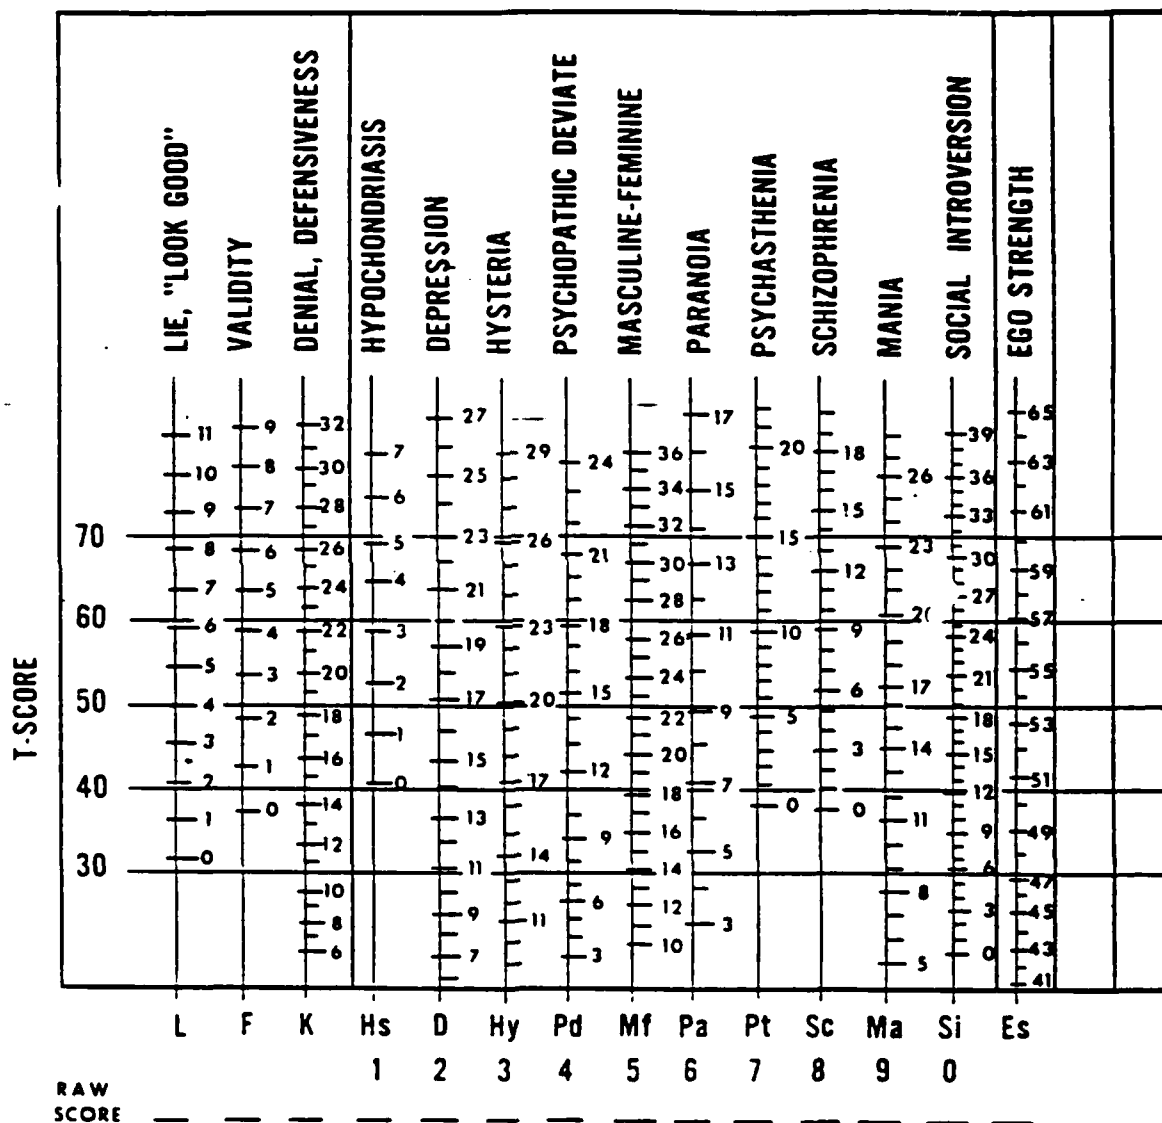 LIE, "LOOK GOOD"
VALIDITY
DENIAL, DEFENSIVENESS
HYPOCHONDRIASIS
DEPRESSION
HYSTERIA
PSYCHOPATHIC DEVIATE
MASCULINE-FEMININE
PARANOIA
PSYCHASTHENIA
SCHIZOPHRENIA
MANIA
SOCIAL INTROVERSION
EGO STRENGTH
T-SCORE
70
60
50
40
30
11 10 9 8 7 6 5 4 3 2 1 0
9 8 7 6 5 4 3 2 1 0
32 30 28 26 24 22 20 18 16 14 12 10 8 6
7 6 5 4 3 2 1 0
27 25 23 21 19 17 15 13 11 9 7
29 26 23 20 17 14 11
24 21 18 15 12 9 6 3
36 34 32 30 28 26 24 22 20 18 16 14 12 10
17 15 13 11 9 7 5 3
20 15 10 5 0
18 15 12 9 6 3 0
26 23 17 14 11 8 5
39 36 33 30 27 24 21 18 15 12 9 6 3 0
65 63 61 59 57 55 53 51 49 47 45 43 41
L F K Hs D Hy Pd Mf Pa Pt Sc Ma Si Es
1 2 3 4 5 6 7 8 9 0
RAW
SCORE